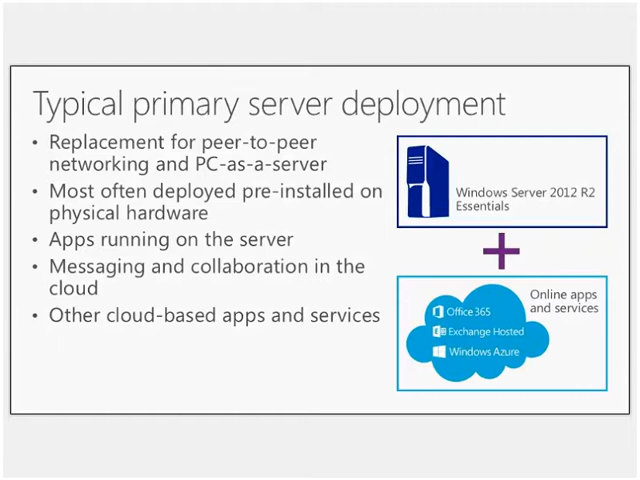 Typical primary server deployment
• Replacement for peer-to-peer
networking and PC-as-a-server
• Most often deployed pre-installed on
physical hardware
• Apps running on the server
• Messaging and collaboration in the
cloud
• Other cloud-based apps and services
Windows Server 2012 R2
Essentials
Online apps
and services
Office 365
Exchange Hosted
Windows Azure